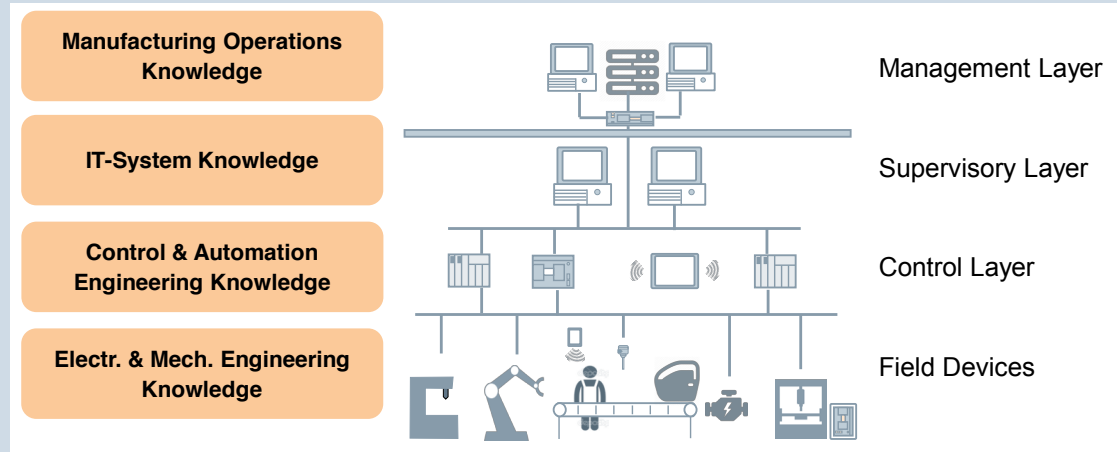 Manufacturing Operations
Knowledge
Management Layer
IT-System Knowledge
Supervisory Layer
Control & Automation
Engineering Knowledge
Control Layer
Electr. & Mech. Engineering
Knowledge
Field Devices